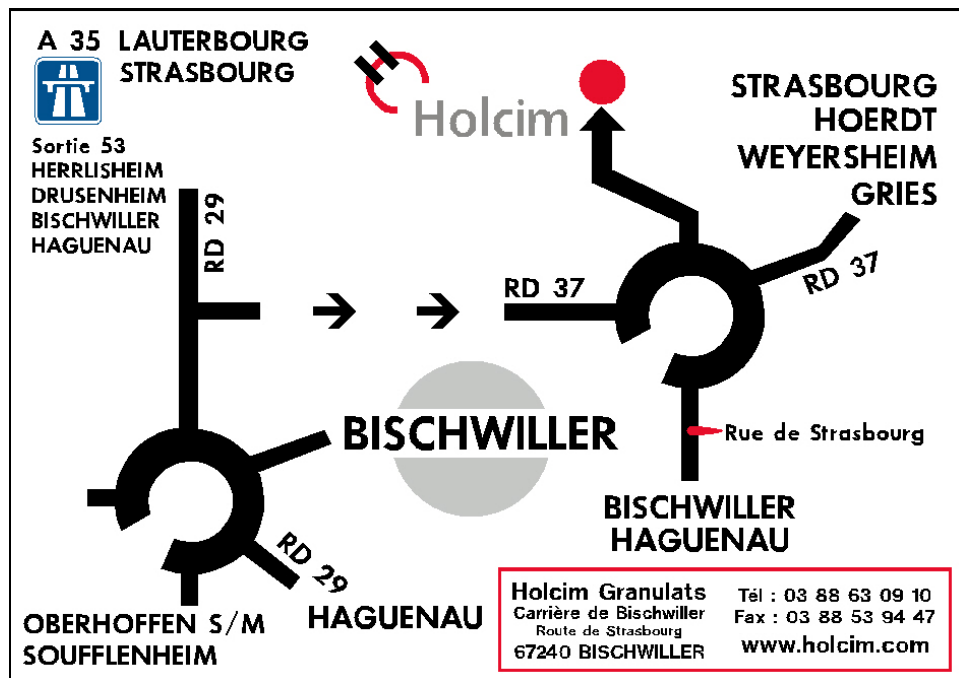 A 35 LAUTERBOURG
STRASBOURG
Sortie 53
HERRLISHEIM
DRUSENHEIM
BISCHWILLER
HAGUENAU
RD 29
H
Holcim
STRASBOURG
HOERDT
WEYERSHEIM
GRIES
RD 37
RD 37
BISCHWILLER
Rue de Strasbourg
BISCHWILLER
HAGUENAU
RD 29
HAGUENAU
OBERHOFFEN S/M
SOUFFLENHEIM
Holcim Granulats
Carrière de Bischwiller
Route de Strasbourg
67240 BISCHWILLER
Tél : 03 88 63 09 10
Fax : 03 88 53 94 47
www.holcim.com